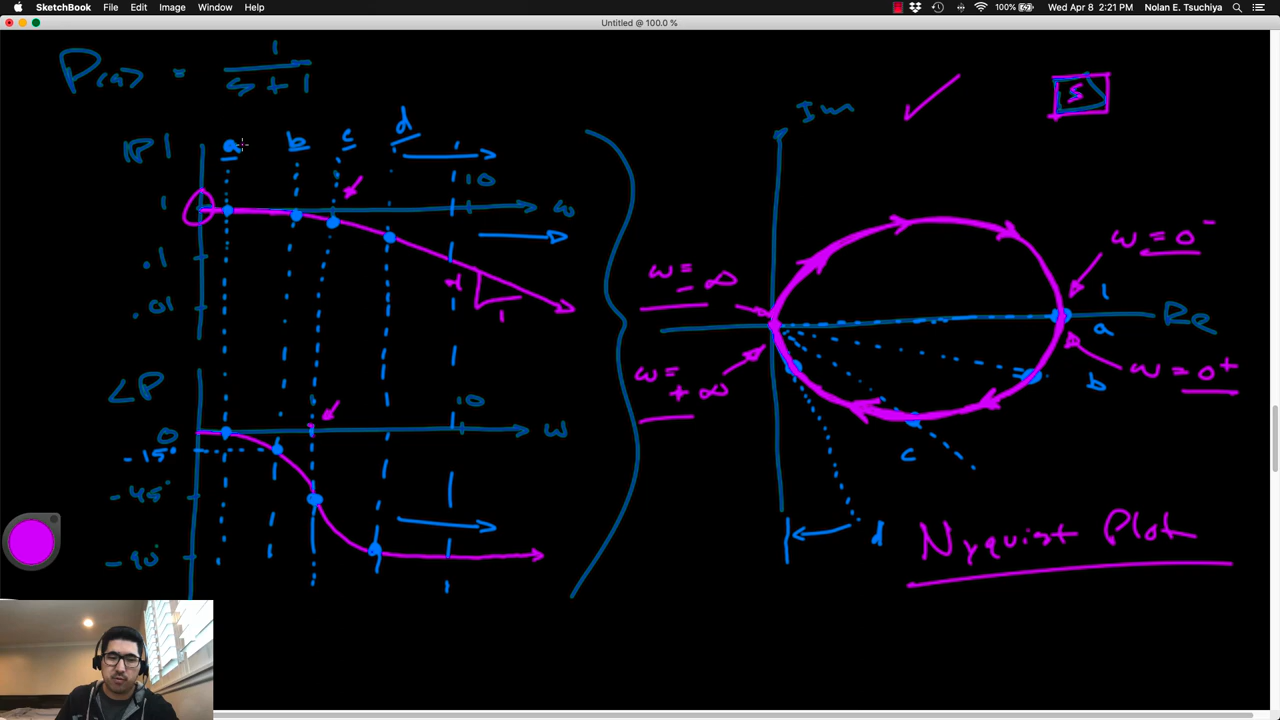 SketchBook File Edit Image Window Help 100% Wed Apr 8 2:21 PM Nolan E. Tsuchiya
Untitled @ 100.0 %
P(s) = 1/(s+1)
|P|
a b c d
10
1
ω
.1
.01
-1
1
∠P
10
0
ω
-15°
-45°
-90°
Im
S
ω = 0⁻
ω = -∞
1
Re
a
ω = +∞
b
ω = 0⁺
c
d
Nyquist Plot